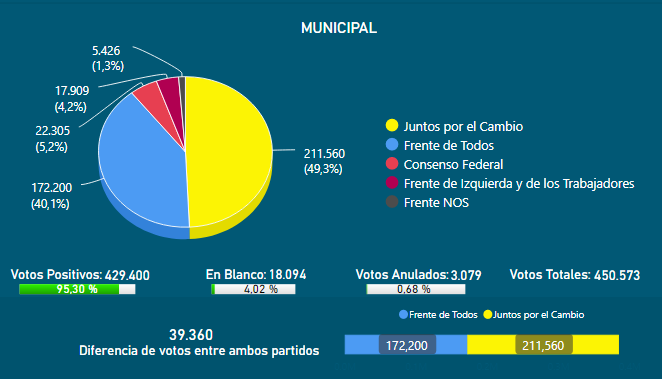 MUNICIPAL
5.426
(1,3%)
17.909
(4,2%)
22.305
(5,2%)
172.200
(40,1%)
211.560
(49,3%)
Juntos por el Cambio
Frente de Todos
Consenso Federal
Frente de Izquierda y de los Trabajadores
Frente NOS
Votos Positivos: 429.400 En Blanco: 18.094 Votos Anulados: 3.079 Votos Totales: 450.573
95,30 % 4,02 % 0,68 %
Frente de Todos Juntos por el Cambio
39.360
Diferencia de votos entre ambos partidos
172,200 211,560